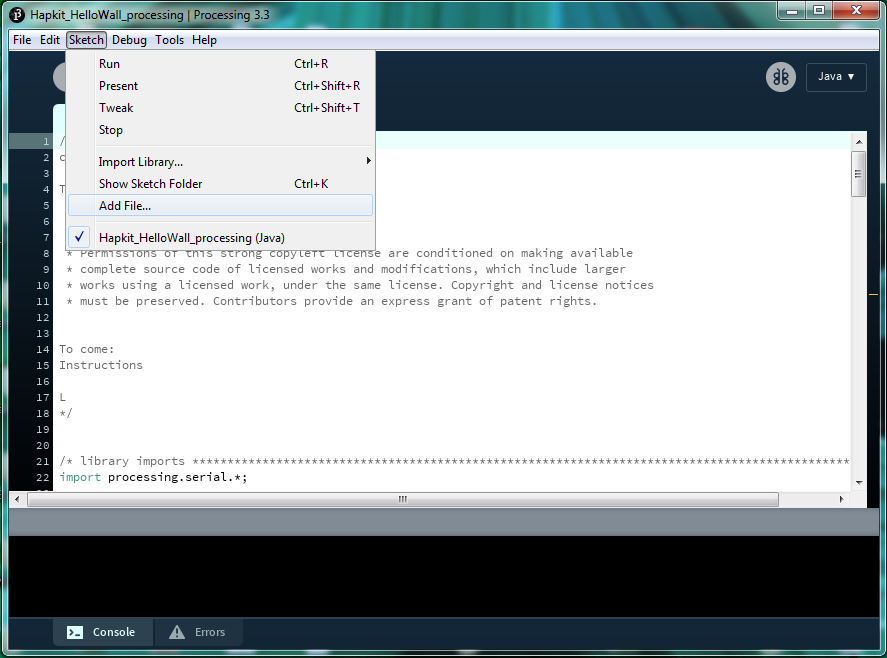 Hapkit_HelloWall_processing | Processing 3.3
File Edit Sketch Debug Tools Help
Run Ctrl+R
Present Ctrl+Shift+R
Tweak Ctrl+Shift+T
Stop
Import Library...
Show Sketch Folder Ctrl+K
Add File...
✓ Hapkit_HelloWall_processing (Java)
Java ▼
1 /
2 c
3
4 T
5
6
7
8 * Permissions of this strong copyleft license are conditioned on making available
9 * complete source code of licensed works and modifications, which include larger
10 * works using a licensed work, under the same license. Copyright and license notices
11 * must be preserved. Contributors provide an express grant of patent rights.
12
13
14 To come:
15 Instructions
16
17 L
18 */
19
20
21 /* library imports **********************************************************************************************
22 import processing.serial.*;
Console Errors